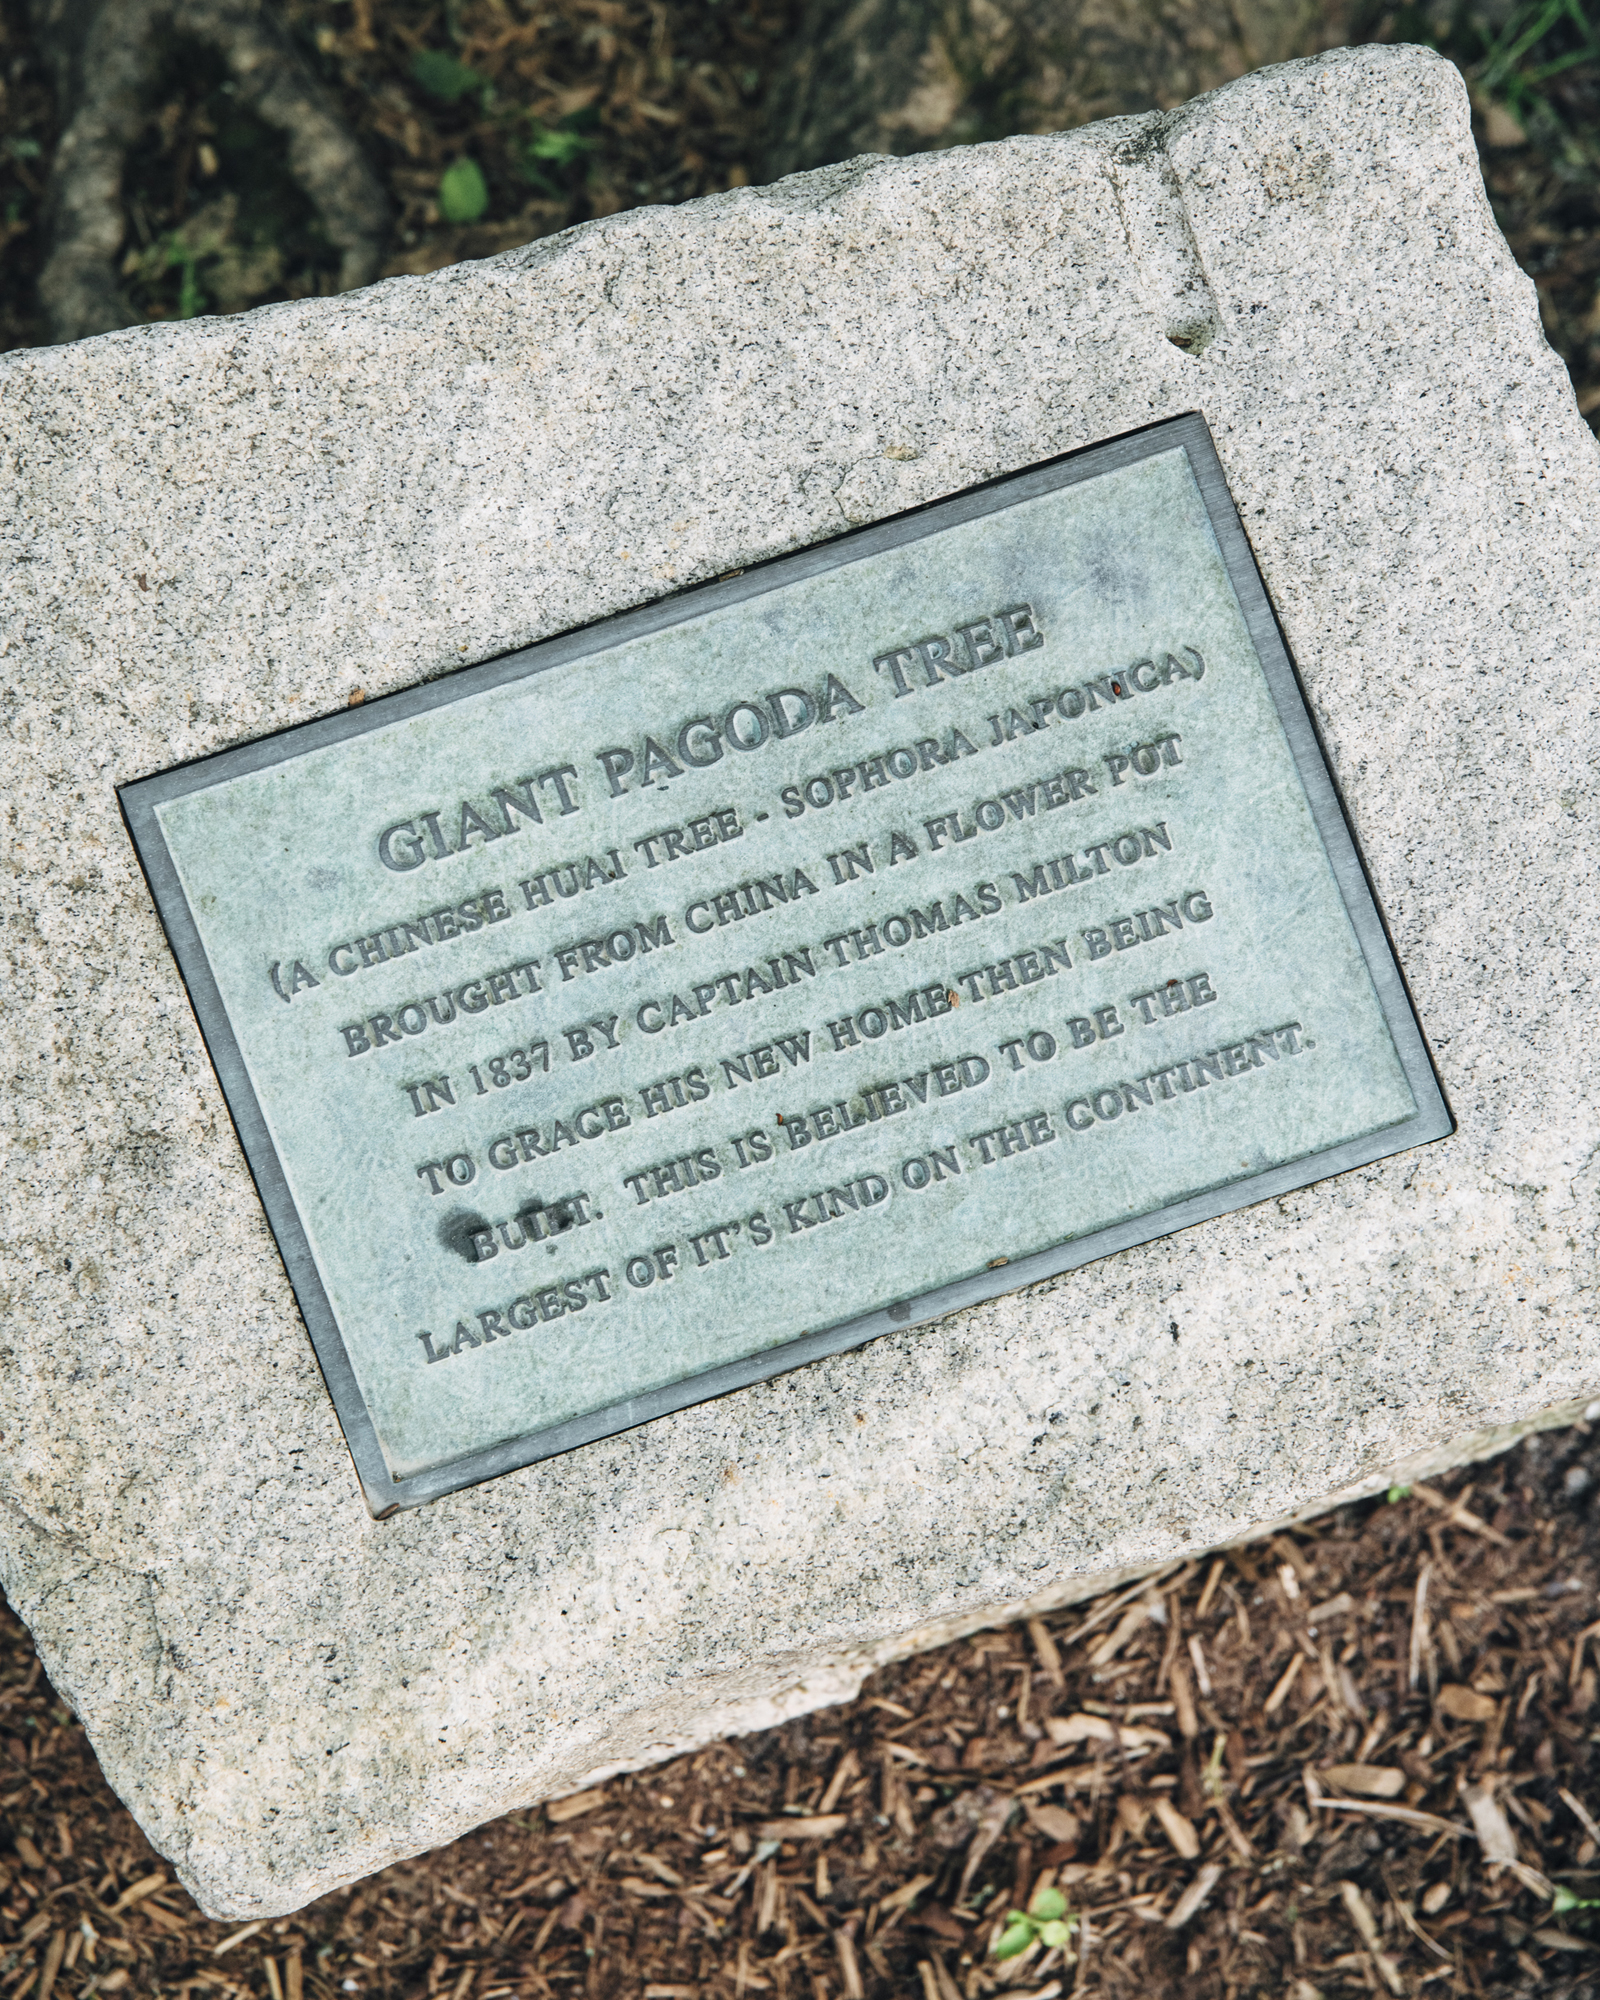 GIANT PAGODA TREE
(A CHINESE HUAI TREE - SOPHORA JAPONICA)
BROUGHT FROM CHINA IN A FLOWER POT
IN 1837 BY CAPTAIN THOMAS MILTON
TO GRACE HIS NEW HOME THEN BEING
BUILT. THIS IS BELIEVED TO BE THE
LARGEST OF IT'S KIND ON THE CONTINENT.